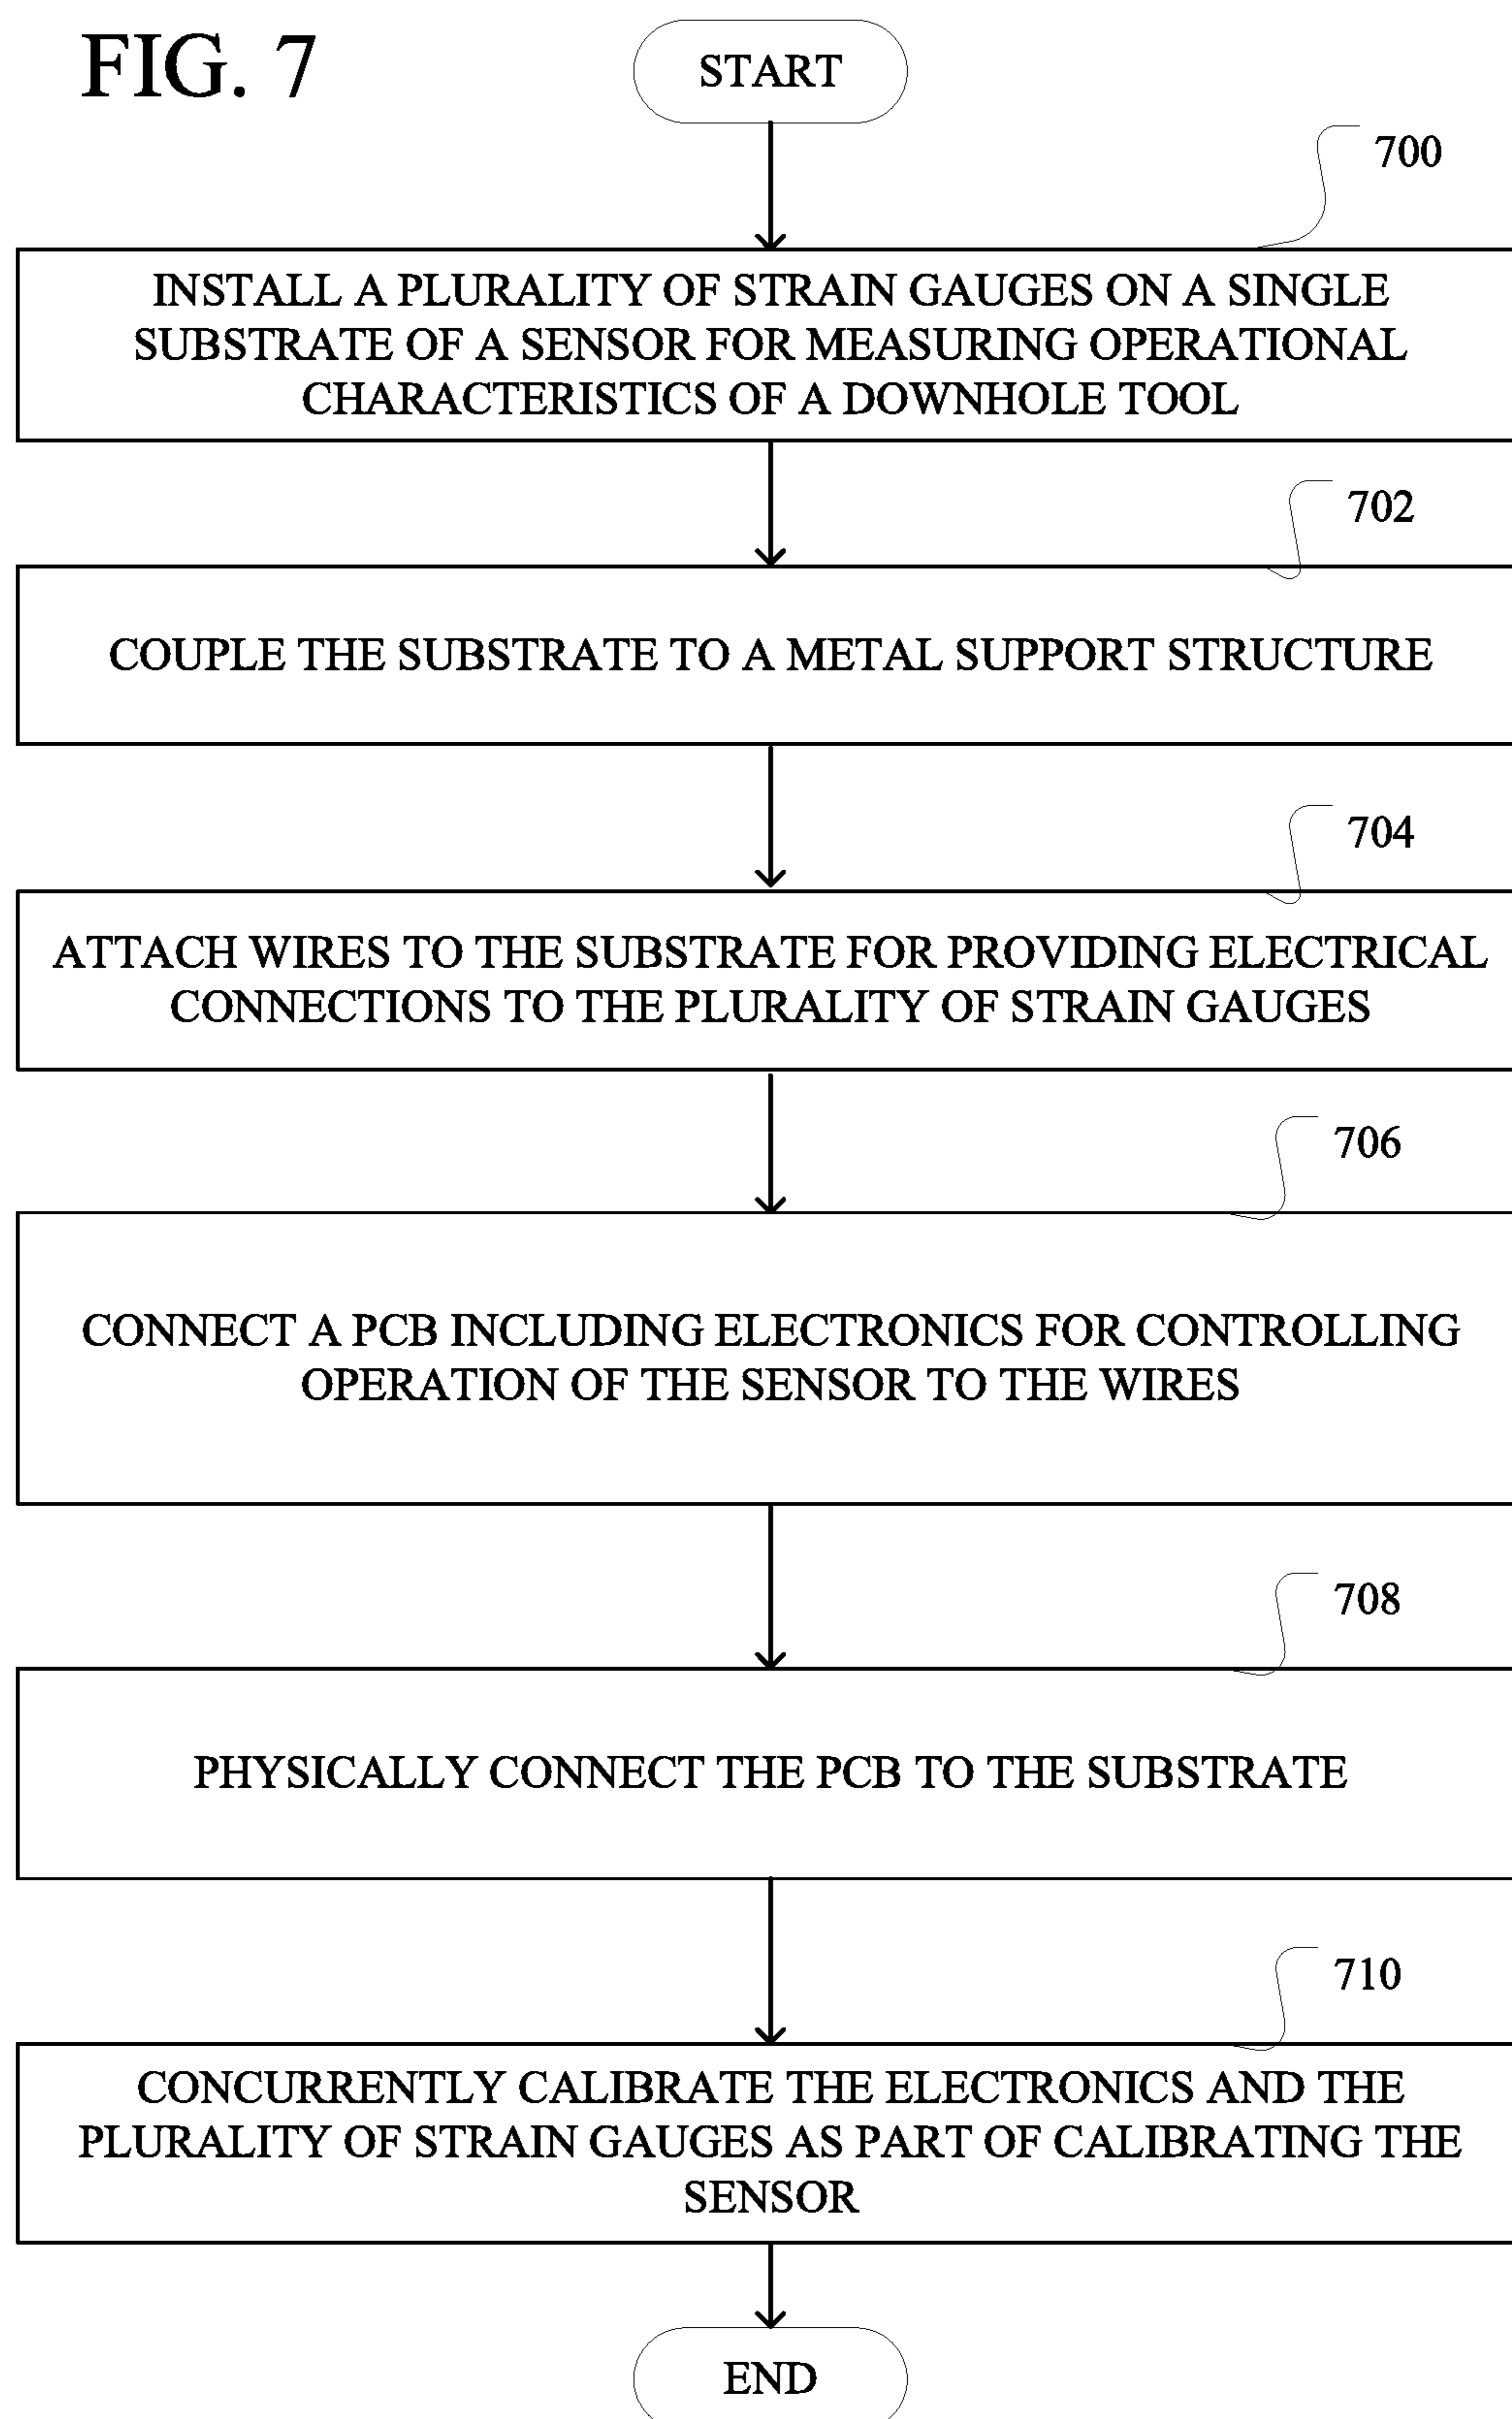 FIG. 7
START
700
INSTALL A PLURALITY OF STRAIN GAUGES ON A SINGLE
SUBSTRATE OF A SENSOR FOR MEASURING OPERATIONAL
CHARACTERISTICS OF A DOWNHOLE TOOL
702
COUPLE THE SUBSTRATE TO A METAL SUPPORT STRUCTURE
704
ATTACH WIRES TO THE SUBSTRATE FOR PROVIDING ELECTRICAL
CONNECTIONS TO THE PLURALITY OF STRAIN GAUGES
706
CONNECT A PCB INCLUDING ELECTRONICS FOR CONTROLLING
OPERATION OF THE SENSOR TO THE WIRES
708
PHYSICALLY CONNECT THE PCB TO THE SUBSTRATE
710
CONCURRENTLY CALIBRATE THE ELECTRONICS AND THE
PLURALITY OF STRAIN GAUGES AS PART OF CALIBRATING THE
SENSOR
END